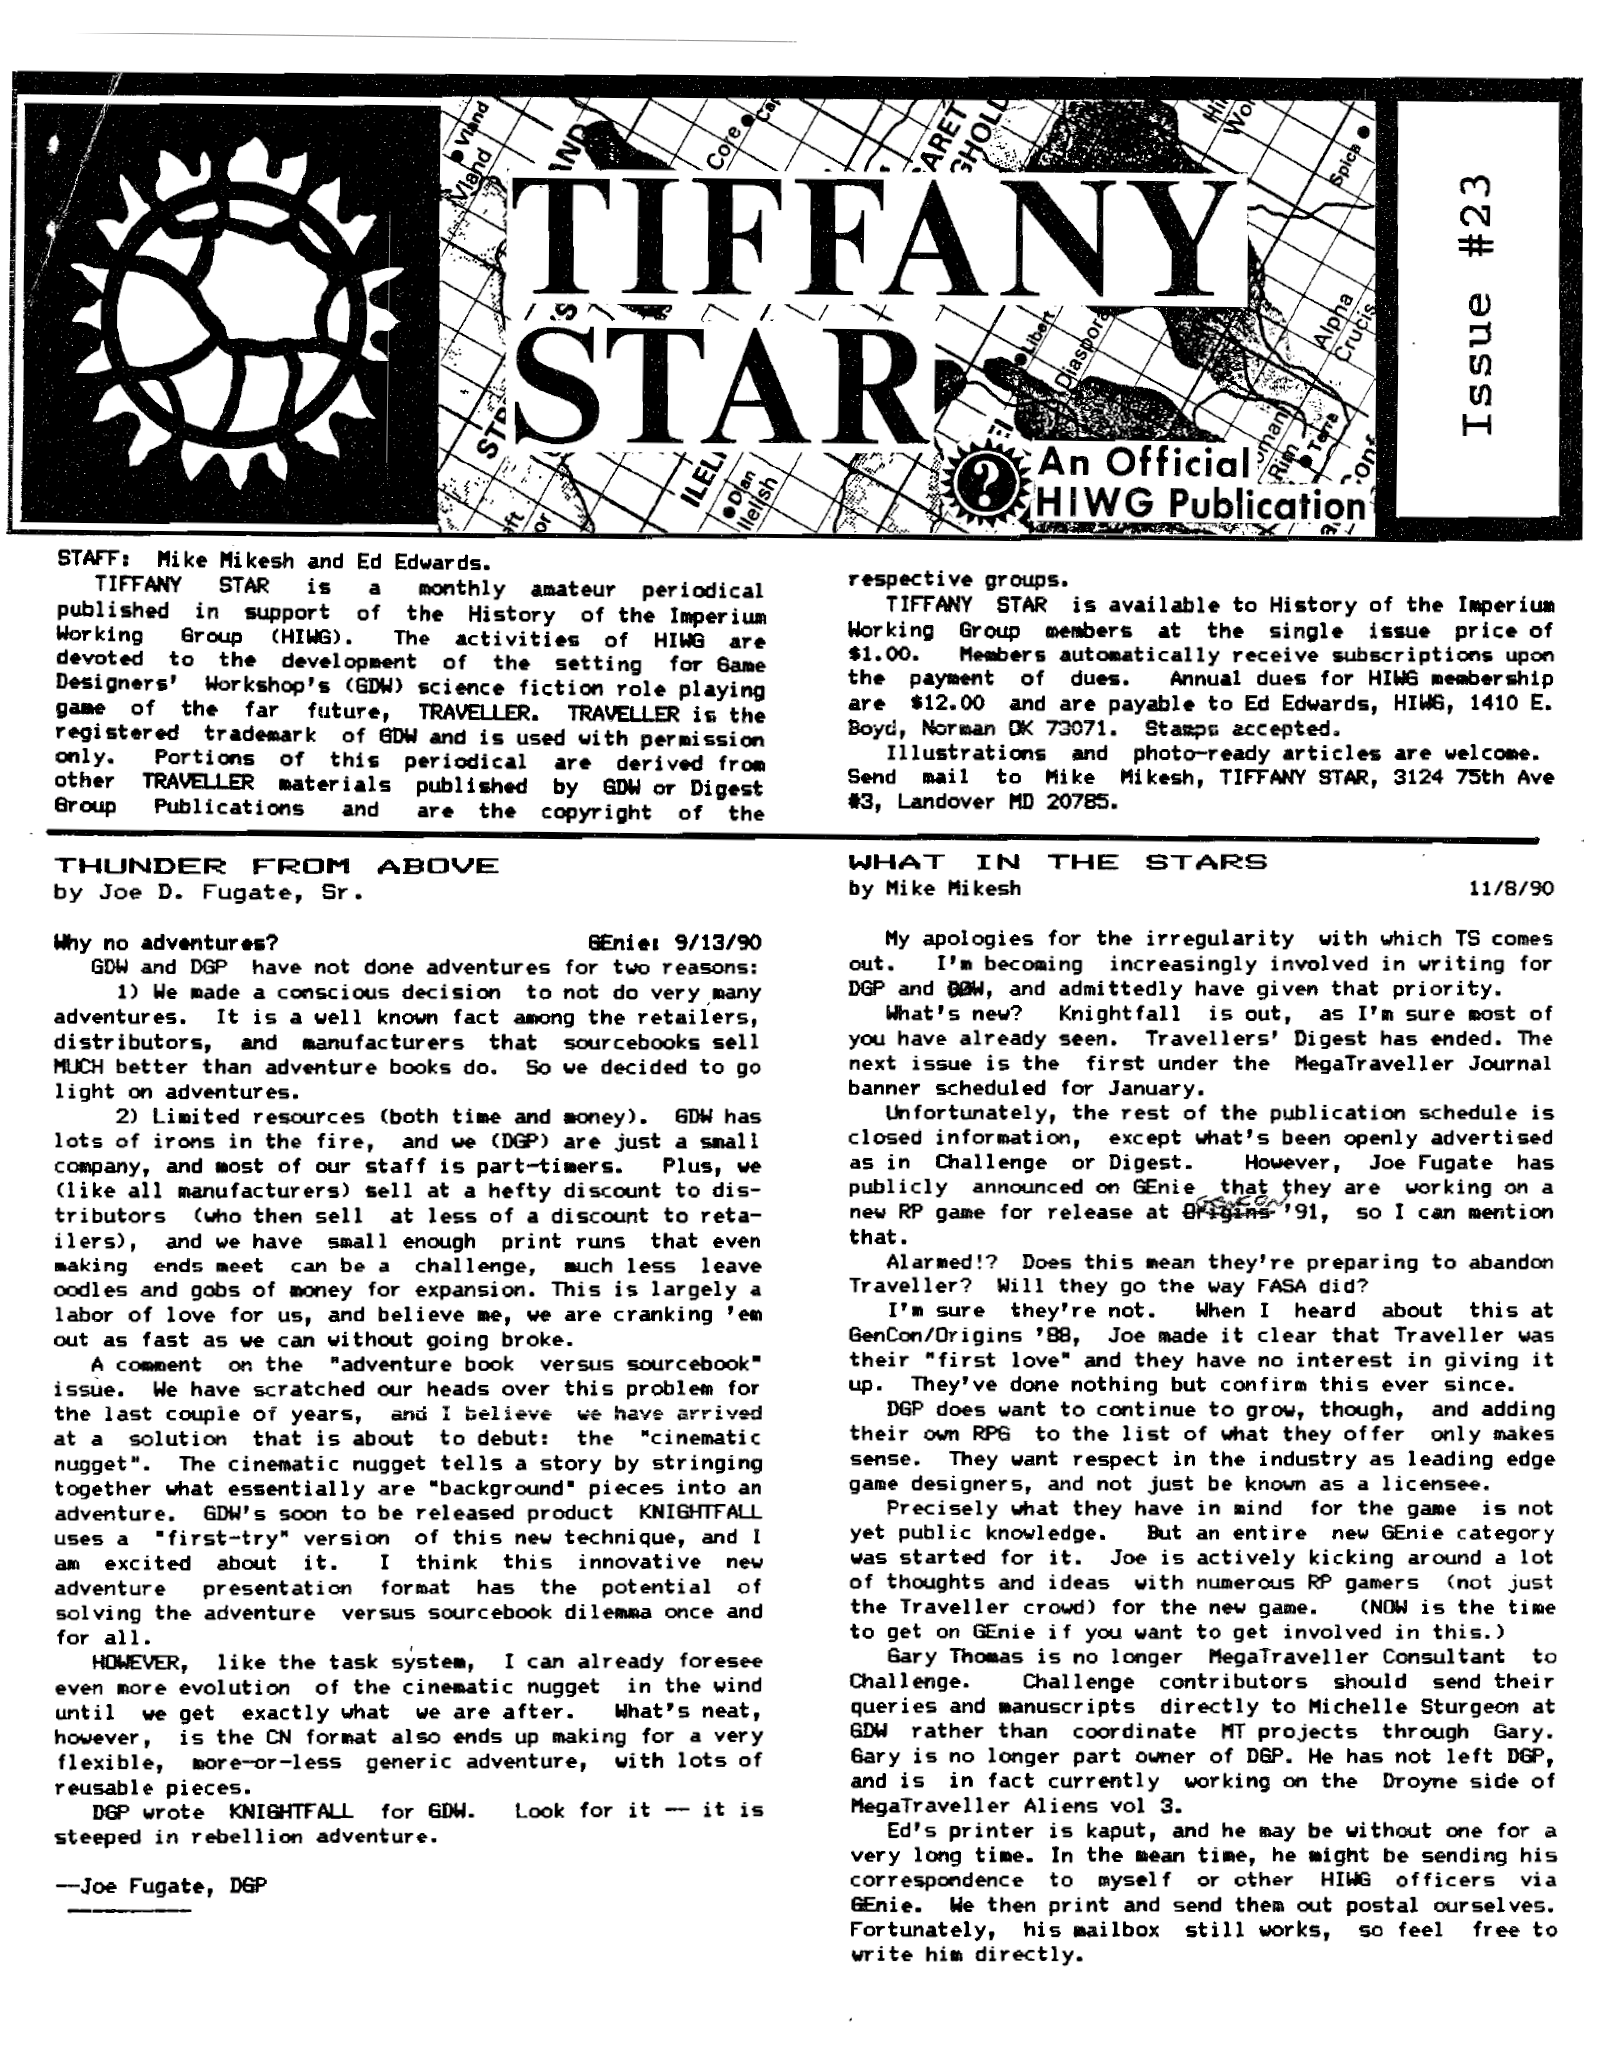 Vland
Vland
Core
TIFFANY
STAR
Spica
Libert
Diaspora
Alpha
Crucis
Terra
Rim
Dlan
Ilelish
?
An Official
HIWG Publication
Issue #23
STAFF: Mike Mikesh and Ed Edwards.
TIFFANY STAR is a monthly amateur periodical
published in support of the History of the Imperium
Working Group (HIWG). The activities of HIWG are
devoted to the development of the setting for Game
Designers' Workshop's (GDW) science fiction role playing
game of the far future, TRAVELLER. TRAVELLER is the
registered trademark of GDW and is used with permission
only. Portions of this periodical are derived from
other TRAVELLER materials published by GDW or Digest
Group Publications and are the copyright of the
respective groups.
TIFFANY STAR is available to History of the Imperium
Working Group members at the single issue price of
$1.00. Members automatically receive subscriptions upon
the payment of dues. Annual dues for HIWG membership
are $12.00 and are payable to Ed Edwards, HIWG, 1410 E.
Boyd, Norman OK 73071. Stamps accepted.
Illustrations and photo-ready articles are welcome.
Send mail to Mike Mikesh, TIFFANY STAR, 3124 75th Ave
#3, Landover MD 20785.
THUNDER FROM ABOVE
by Joe D. Fugate, Sr.
Why no adventures? GEnie: 9/13/90
GDW and DGP have not done adventures for two reasons:
1) We made a conscious decision to not do very many
adventures. It is a well known fact among the retailers,
distributors, and manufacturers that sourcebooks sell
MUCH better than adventure books do. So we decided to go
light on adventures.
2) Limited resources (both time and money). GDW has
lots of irons in the fire, and we (DGP) are just a small
company, and most of our staff is part-timers. Plus, we
(like all manufacturers) sell at a hefty discount to dis-
tributors (who then sell at less of a discount to reta-
ilers), and we have small enough print runs that even
making ends meet can be a challenge, much less leave
oodles and gobs of money for expansion. This is largely a
labor of love for us, and believe me, we are cranking 'em
out as fast as we can without going broke.
A comment on the "adventure book versus sourcebook"
issue. We have scratched our heads over this problem for
the last couple of years, and I believe we have arrived
at a solution that is about to debut: the "cinematic
nugget". The cinematic nugget tells a story by stringing
together what essentially are "background" pieces into an
adventure. GDW's soon to be released product KNIGHTFALL
uses a "first-try" version of this new technique, and I
am excited about it. I think this innovative new
adventure presentation format has the potential of
solving the adventure versus sourcebook dilemma once and
for all.
HOWEVER, like the task system, I can already foresee
even more evolution of the cinematic nugget in the wind
until we get exactly what we are after. What's neat,
however, is the CN format also ends up making for a very
flexible, more-or-less generic adventure, with lots of
reusable pieces.
DGP wrote KNIGHTFALL for GDW. Look for it -- it is
steeped in rebellion adventure.
--Joe Fugate, DGP
WHAT IN THE STARS
by Mike Mikesh 11/8/90
My apologies for the irregularity with which TS comes
out. I'm becoming increasingly involved in writing for
DGP and GDW, and admittedly have given that priority.
What's new? Knightfall is out, as I'm sure most of
you have already seen. Travellers' Digest has ended. The
next issue is the first under the MegaTraveller Journal
banner scheduled for January.
Unfortunately, the rest of the publication schedule is
closed information, except what's been openly advertised
as in Challenge or Digest. However, Joe Fugate has
publicly announced on GEnie that they are working on a
GENCON
new RP game for release at Origins '91, so I can mention
that.
Alarmed!? Does this mean they're preparing to abandon
Traveller? Will they go the way FASA did?
I'm sure they're not. When I heard about this at
GenCon/Origins '88, Joe made it clear that Traveller was
their "first love" and they have no interest in giving it
up. They've done nothing but confirm this ever since.
DGP does want to continue to grow, though, and adding
their own RPG to the list of what they offer only makes
sense. They want respect in the industry as leading edge
game designers, and not just be known as a licensee.
Precisely what they have in mind for the game is not
yet public knowledge. But an entire new GEnie category
was started for it. Joe is actively kicking around a lot
of thoughts and ideas with numerous RP gamers (not just
the Traveller crowd) for the new game. (NOW is the time
to get on GEnie if you want to get involved in this.)
Gary Thomas is no longer MegaTraveller Consultant to
Challenge. Challenge contributors should send their
queries and manuscripts directly to Michelle Sturgeon at
GDW rather than coordinate MT projects through Gary.
Gary is no longer part owner of DGP. He has not left DGP,
and is in fact currently working on the Droyne side of
MegaTraveller Aliens vol 3.
Ed's printer is kaput, and he may be without one for a
very long time. In the mean time, he might be sending his
correspondence to myself or other HIWG officers via
GEnie. We then print and send them out postal ourselves.
Fortunately, his mailbox still works, so feel free to
write him directly.